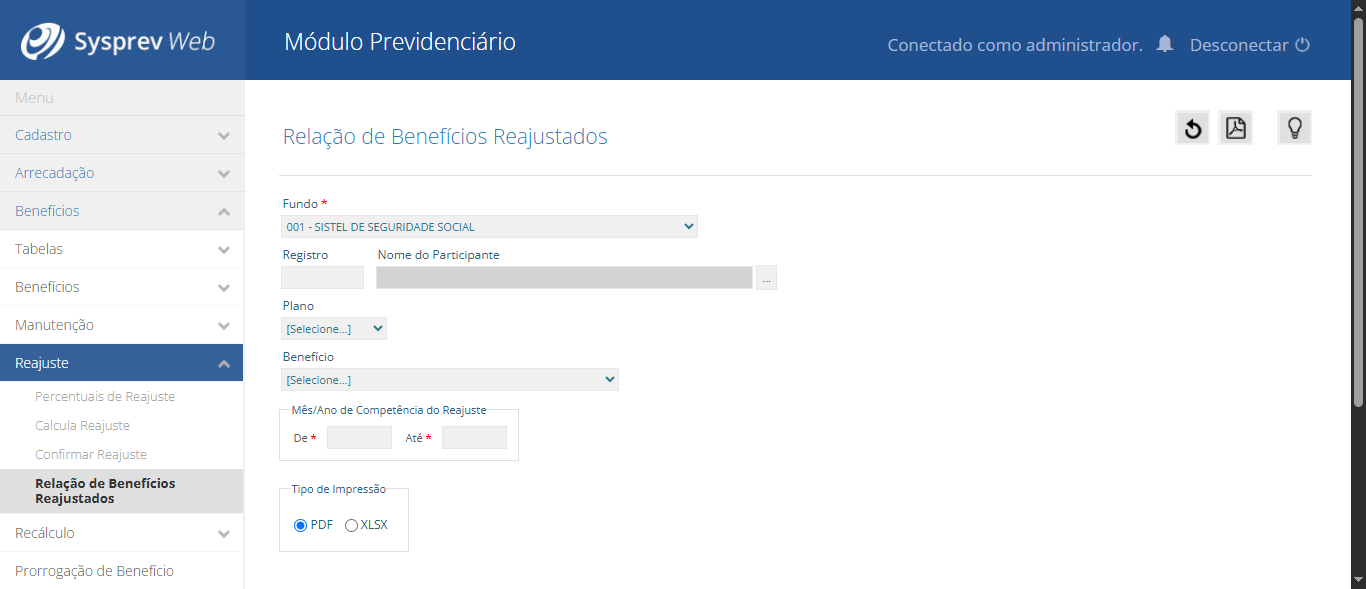 Sysprev Web
Módulo Previdenciário
Conectado como administrador.
Desconectar
Menu
Cadastro
Arrecadação
Benefícios
Tabelas
Benefícios
Manutenção
Reajuste
Percentuais de Reajuste
Calcula Reajuste
Confirmar Reajuste
Relação de Benefícios
Reajustados
Recálculo
Prorrogação de Benefício
Relação de Benefícios Reajustados
Fundo *
001 - SISTEL DE SEGURIDADE SOCIAL
Registro
Nome do Participante
...
Plano
[Selecione...]
Benefício
[Selecione...]
Mês/Ano de Competência do Reajuste
De * Até *
Tipo de Impressão
PDF XLSX